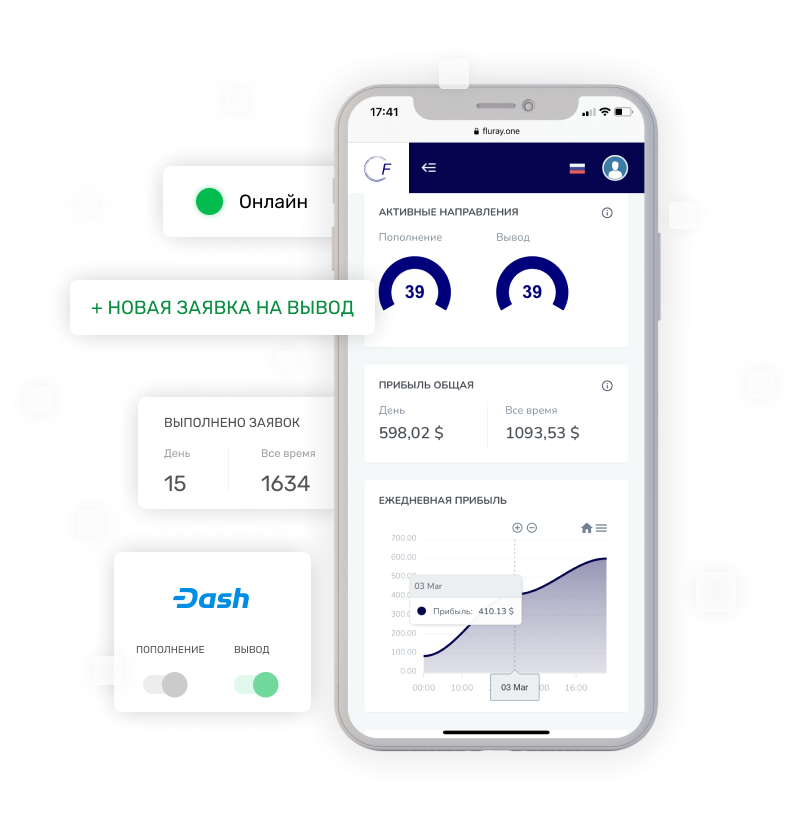 17:41
fluray.one
F
Онлайн
АКТИВНЫЕ НАПРАВЛЕНИЯ
Пополнение Вывод
39 39
+ НОВАЯ ЗАЯВКА НА ВЫВОД
ПРИБЫЛЬ ОБЩАЯ
День Все время
598,02 $ 1093,53 $
ВЫПОЛНЕНО ЗАЯВОК
День Все время
15 1634
ЕЖЕДНЕВНАЯ ПРИБЫЛЬ
700.00
600.00
500.
03 Mar
400.
Прибыль: 410.13 $
300.
200.00
100.00
0.00
00:00 10:00 03 Mar 00 16:00
Dash
ПОПОЛНЕНИЕ ВЫВОД